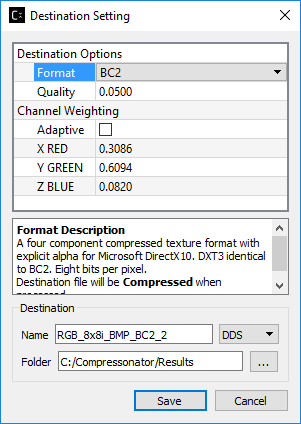 Destination Setting
Destination Options
Format BC2
Quality 0.0500
Channel Weighting
Adaptive
X RED 0.3086
Y GREEN 0.6094
Z BLUE 0.0820
Format Description
A four component compressed texture format with
explicit alpha for Microsoft DirectX10. DXT3 identical
to BC2. Eight bits per pixel.
Destination file will be Compressed when
Destination
Name RGB_8x8i_BMP_BC2_2 DDS
Folder C:/Compressonator/Results ...
Save Cancel